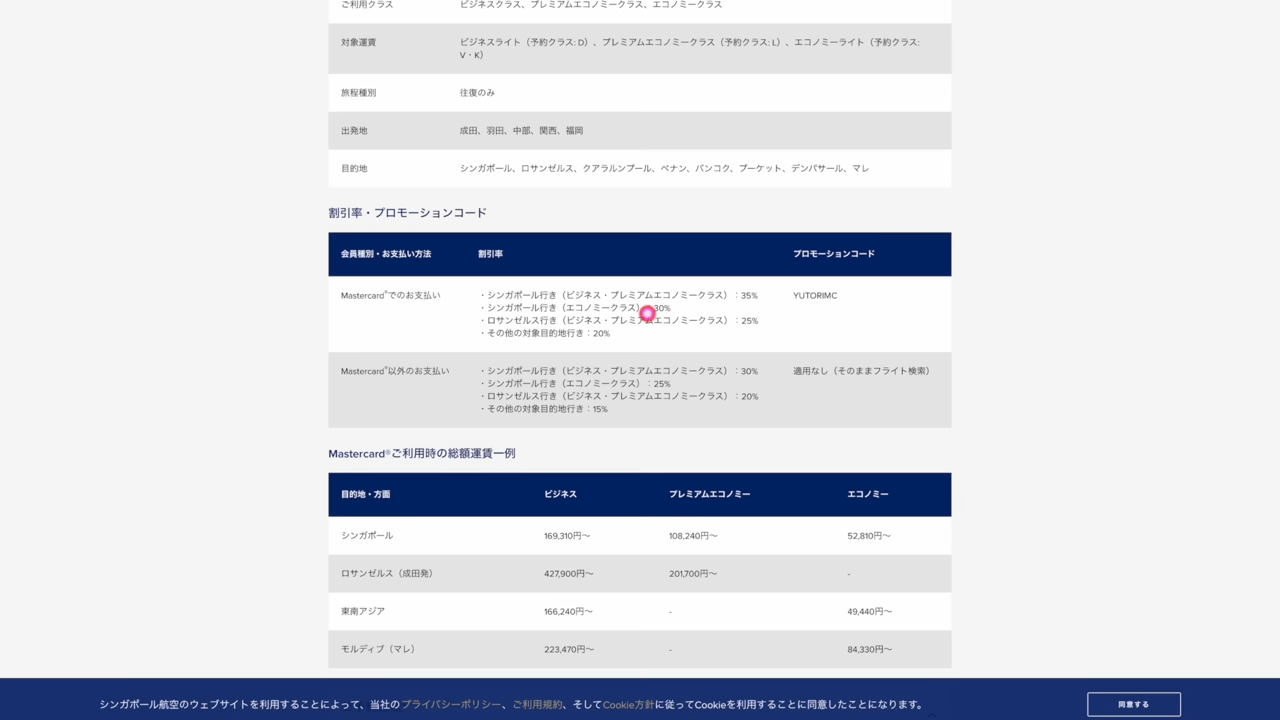 ご利用クラス ビジネスクラス、プレミアムエコノミークラス、エコノミークラス
対象運賃 ビジネスライト（予約クラス: D）、プレミアムエコノミークラス（予約クラス: L）、エコノミーライト（予約クラス:
V・K）
旅程種別 往復のみ
出発地 成田、羽田、中部、関西、福岡
目的地 シンガポール、ロサンゼルス、クアラルンプール、ペナン、バンコク、プーケット、デンパサール、マレ
割引率・プロモーションコード
会員種別・お支払い方法 割引率 プロモーションコード
Mastercard®でのお支払い ・シンガポール行き（ビジネス・プレミアムエコノミークラス）：35% YUTORIMC
・シンガポール行き（エコノミークラス）：30%
・ロサンゼルス行き（ビジネス・プレミアムエコノミークラス）：25%
・その他の対象目的地行き：20%
Mastercard®以外のお支払い ・シンガポール行き（ビジネス・プレミアムエコノミークラス）：30% 適用なし（そのままフライト検索）
・シンガポール行き（エコノミークラス）：25%
・ロサンゼルス行き（ビジネス・プレミアムエコノミークラス）：20%
・その他の対象目的地行き：15%
Mastercard®ご利用時の総額運賃一例
目的地・方面 ビジネス プレミアムエコノミー エコノミー
シンガポール 169,310円〜 108,240円〜 52,810円〜
ロサンゼルス（成田発） 427,900円〜 201,700円〜 -
東南アジア 166,240円〜 - 49,440円〜
モルディブ（マレ） 223,470円〜 - 84,330円〜
シンガポール航空のウェブサイトを利用することによって、当社のプライバシーポリシー、ご利用規約、そしてCookie方針に従ってCookieを利用することに同意したことになります。 同意する